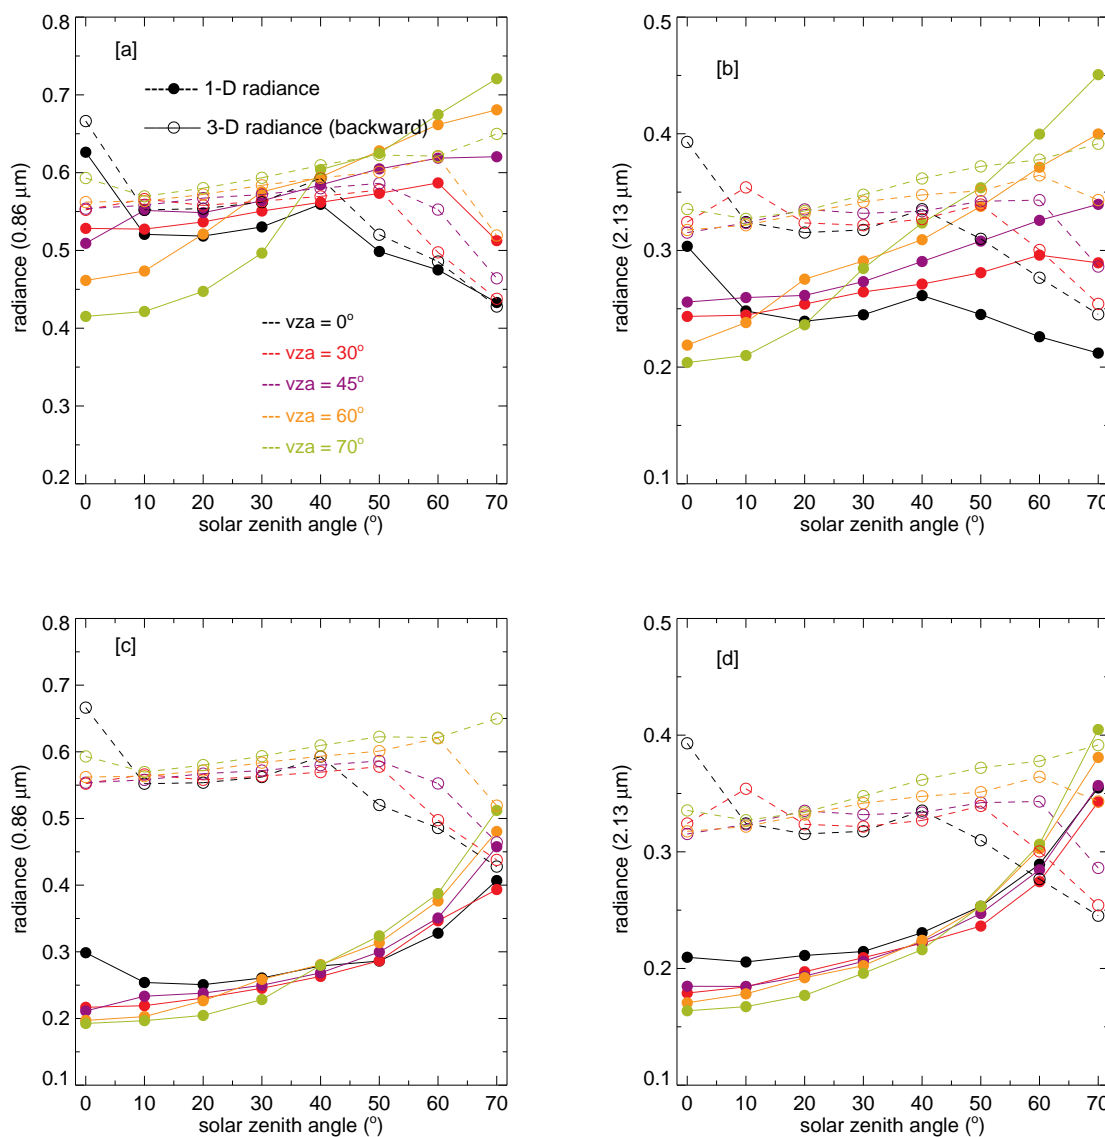 [a]
1-D radiance
3-D radiance (backward)
vza = 0°
vza = 30°
vza = 45°
vza = 60°
vza = 70°
0.8
0.7
0.6
0.5
0.4
0.3
0.2
radiance (0.86 µm)
0 10 20 30 40 50 60 70
solar zenith angle (°)
[b]
0.5
0.4
0.3
0.2
0.1
radiance (2.13 µm)
0 10 20 30 40 50 60 70
solar zenith angle (°)
[c]
0.8
0.7
0.6
0.5
0.4
0.3
0.2
0.1
radiance (0.86 µm)
0 10 20 30 40 50 60 70
solar zenith angle (°)
[d]
0.5
0.4
0.3
0.2
0.1
radiance (2.13 µm)
0 10 20 30 40 50 60 70
solar zenith angle (°)